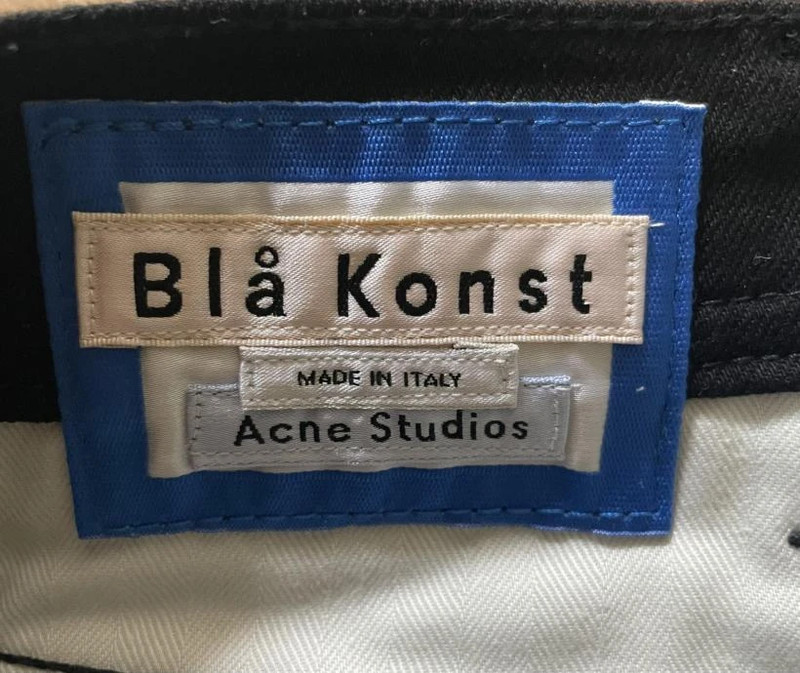 Blå Konst
MADE IN ITALY
Acne Studios